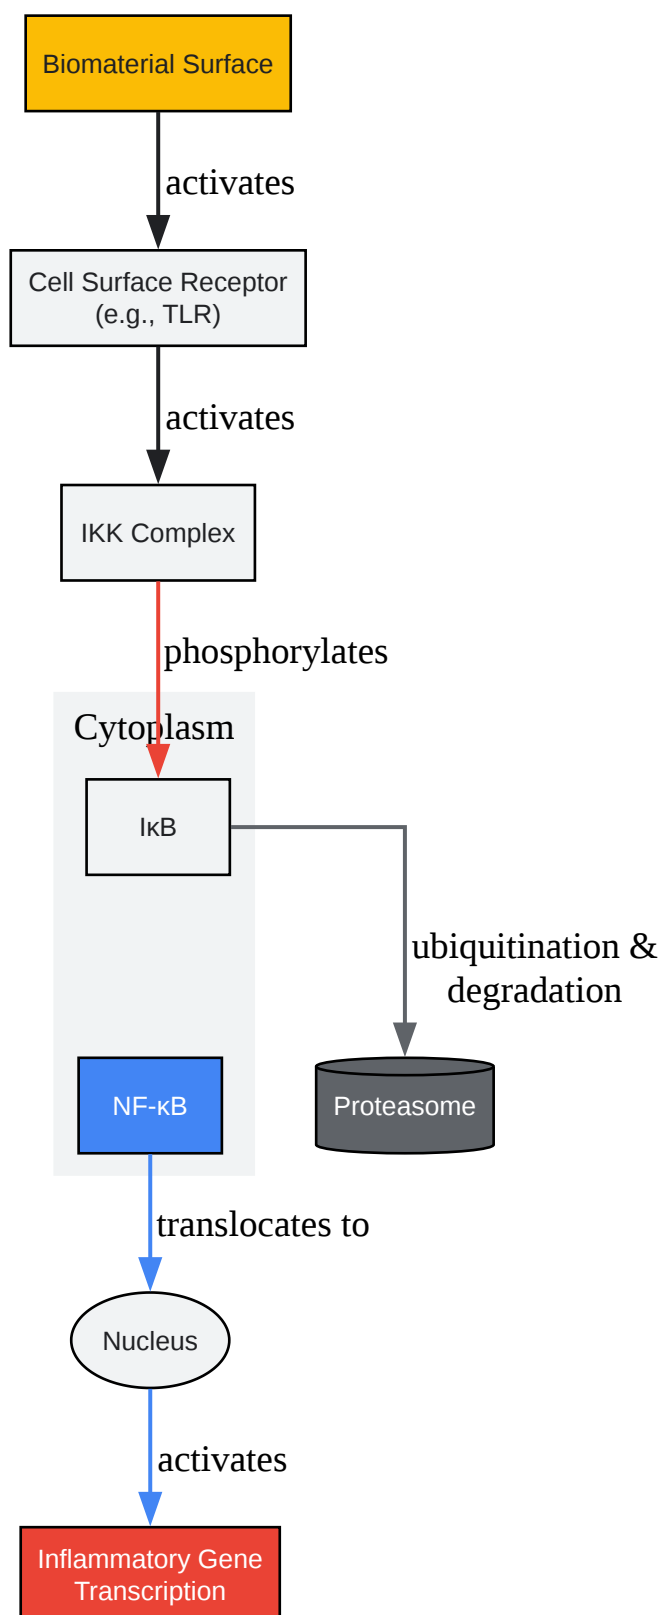 Biomaterial Surface
activates
Cell Surface Receptor
(e.g., TLR)
activates
IKK Complex
phosphorylates
Cytoplasm
IκB
ubiquitination &
degradation
NF-κB
Proteasome
translocates to
Nucleus
activates
Inflammatory Gene
Transcription